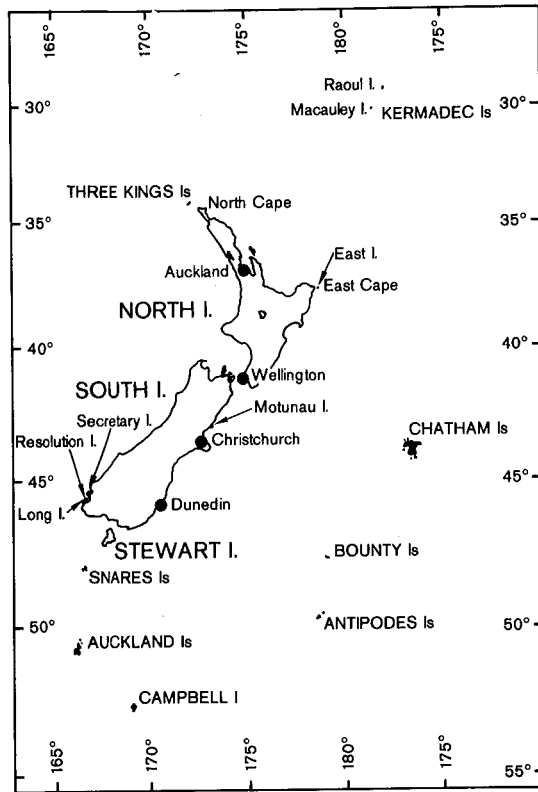 165°
170°
175°
180°
175°
Raoul I.
30°
Macauley I.
KERMADEC Is
30°
THREE KINGS Is
North Cape
35°
35°
East I.
Auckland
East Cape
NORTH I.
40°
40°
Wellington
SOUTH I.
Motunau I.
Secretary I.
CHATHAM Is
Resolution I.
Christchurch
45°
45°
Long I.
Dunedin
STEWART I.
BOUNTY Is
SNARES Is
50°
ANTIPODES Is
50°
AUCKLAND Is
CAMPBELL I
165°
170°
175°
180°
175°
55°
55°